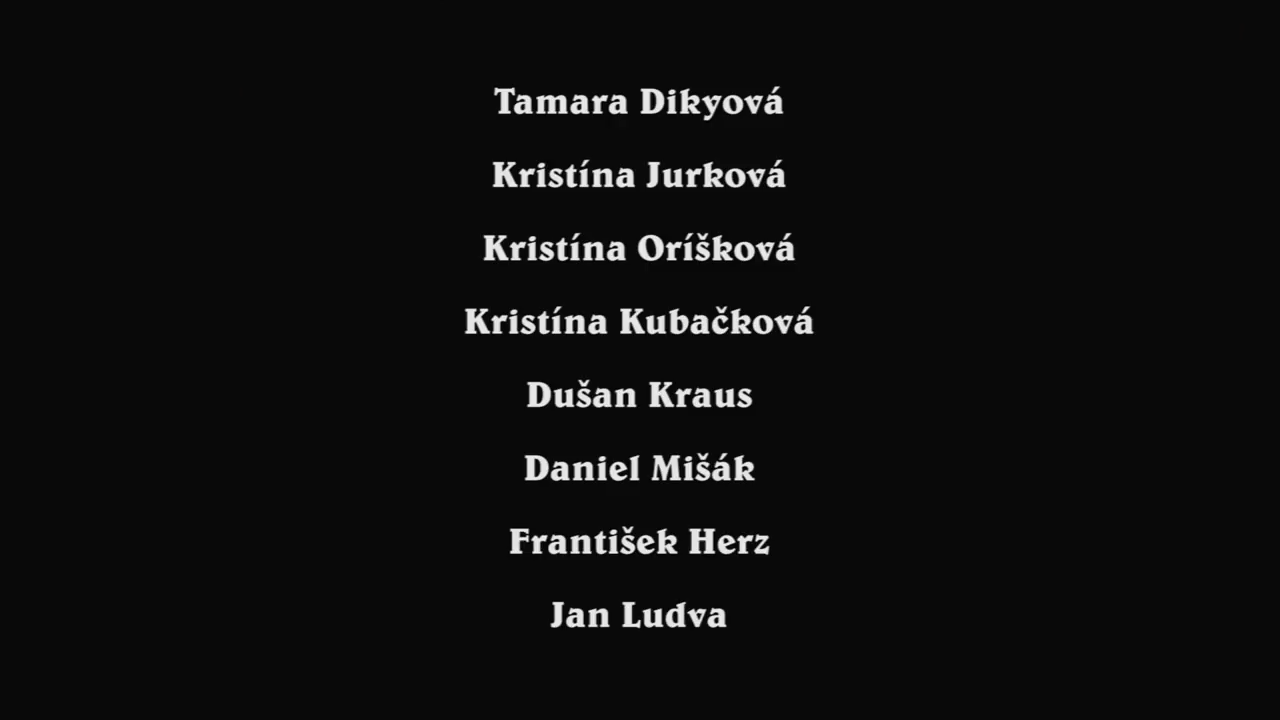 Tamara Dikyová
Kristína Jurková
Kristína Oríšková
Kristína Kubačková
Dušan Kraus
Daniel Mišák
František Herz
Jan Ludva